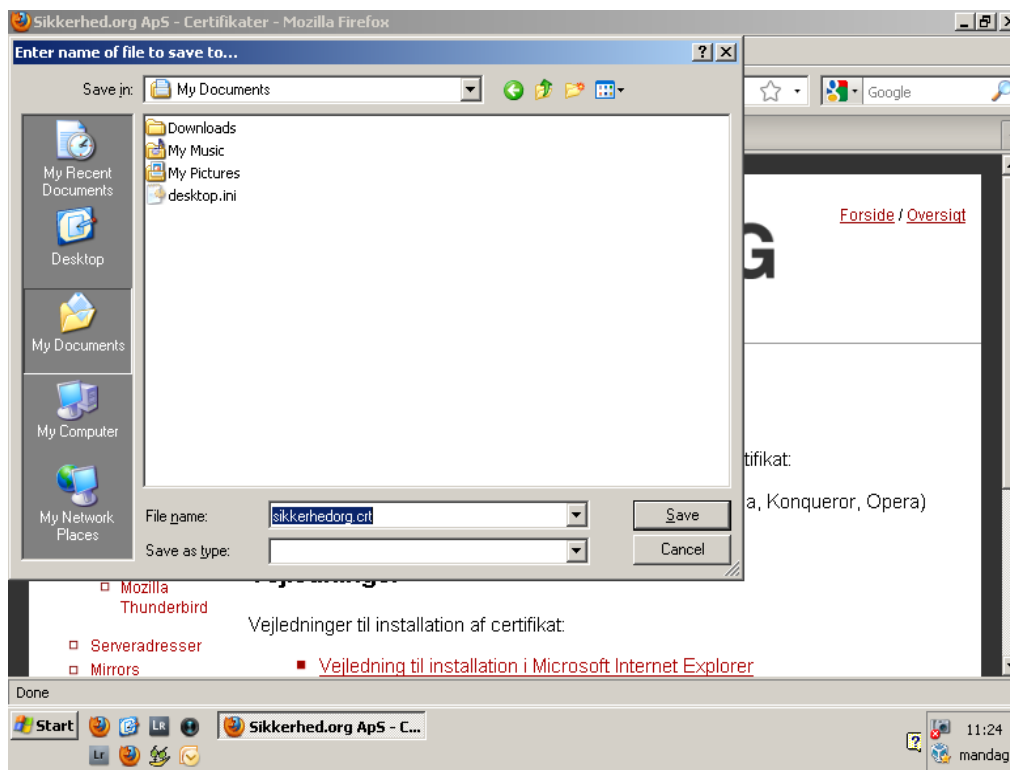 Sikkerhed.org ApS - Certifikater - Mozilla Firefox
Enter name of file to save to...
Save in:
My Documents
Google
My Recent
Documents
Desktop
My Documents
My Computer
My Network
Places
Downloads
My Music
My Pictures
desktop.ini
File name:
sikkerhedorg.crt
Save
Save as type:
Cancel
Forside / Oversigt
G
tifikat:
a, Konqueror, Opera)
Mozilla
Thunderbird
Serveradresser
Mirrors
Vejledninger
Vejledninger til installation af certifikat:
Vejledning til installation i Microsoft Internet Explorer
Done
Start
LR
Sikkerhed.org ApS - C...
Lr
11:24
mandag